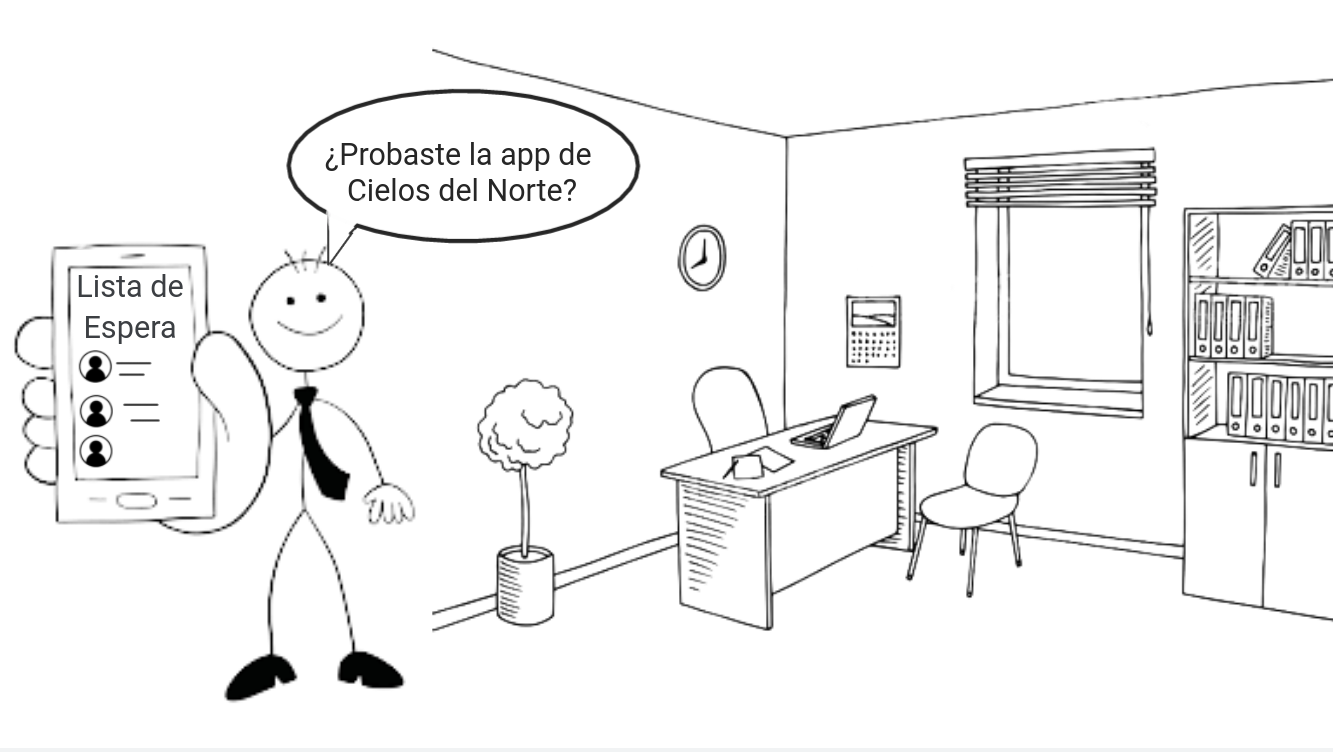 ¿Probaste la app de
Cielos del Norte?
Lista de
Espera